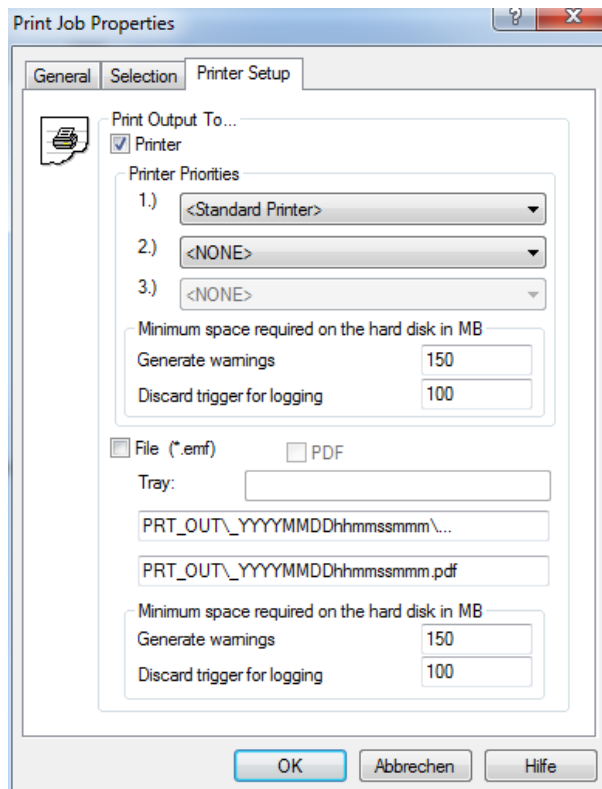 Print Job Properties
General Selection Printer Setup
Print Output To...
Printer
Printer Priorities
1.) <Standard Printer>
2.) <NONE>
3.) <NONE>
Minimum space required on the hard disk in MB
Generate warnings 150
Discard trigger for logging 100
File (*.emf) PDF
Tray:
PRT_OUT\_YYYYMMDDhhmmssmmm\...
PRT_OUT\_YYYYMMDDhhmmssmmm.pdf
Minimum space required on the hard disk in MB
Generate warnings 150
Discard trigger for logging 100
OK Abbrechen Hilfe